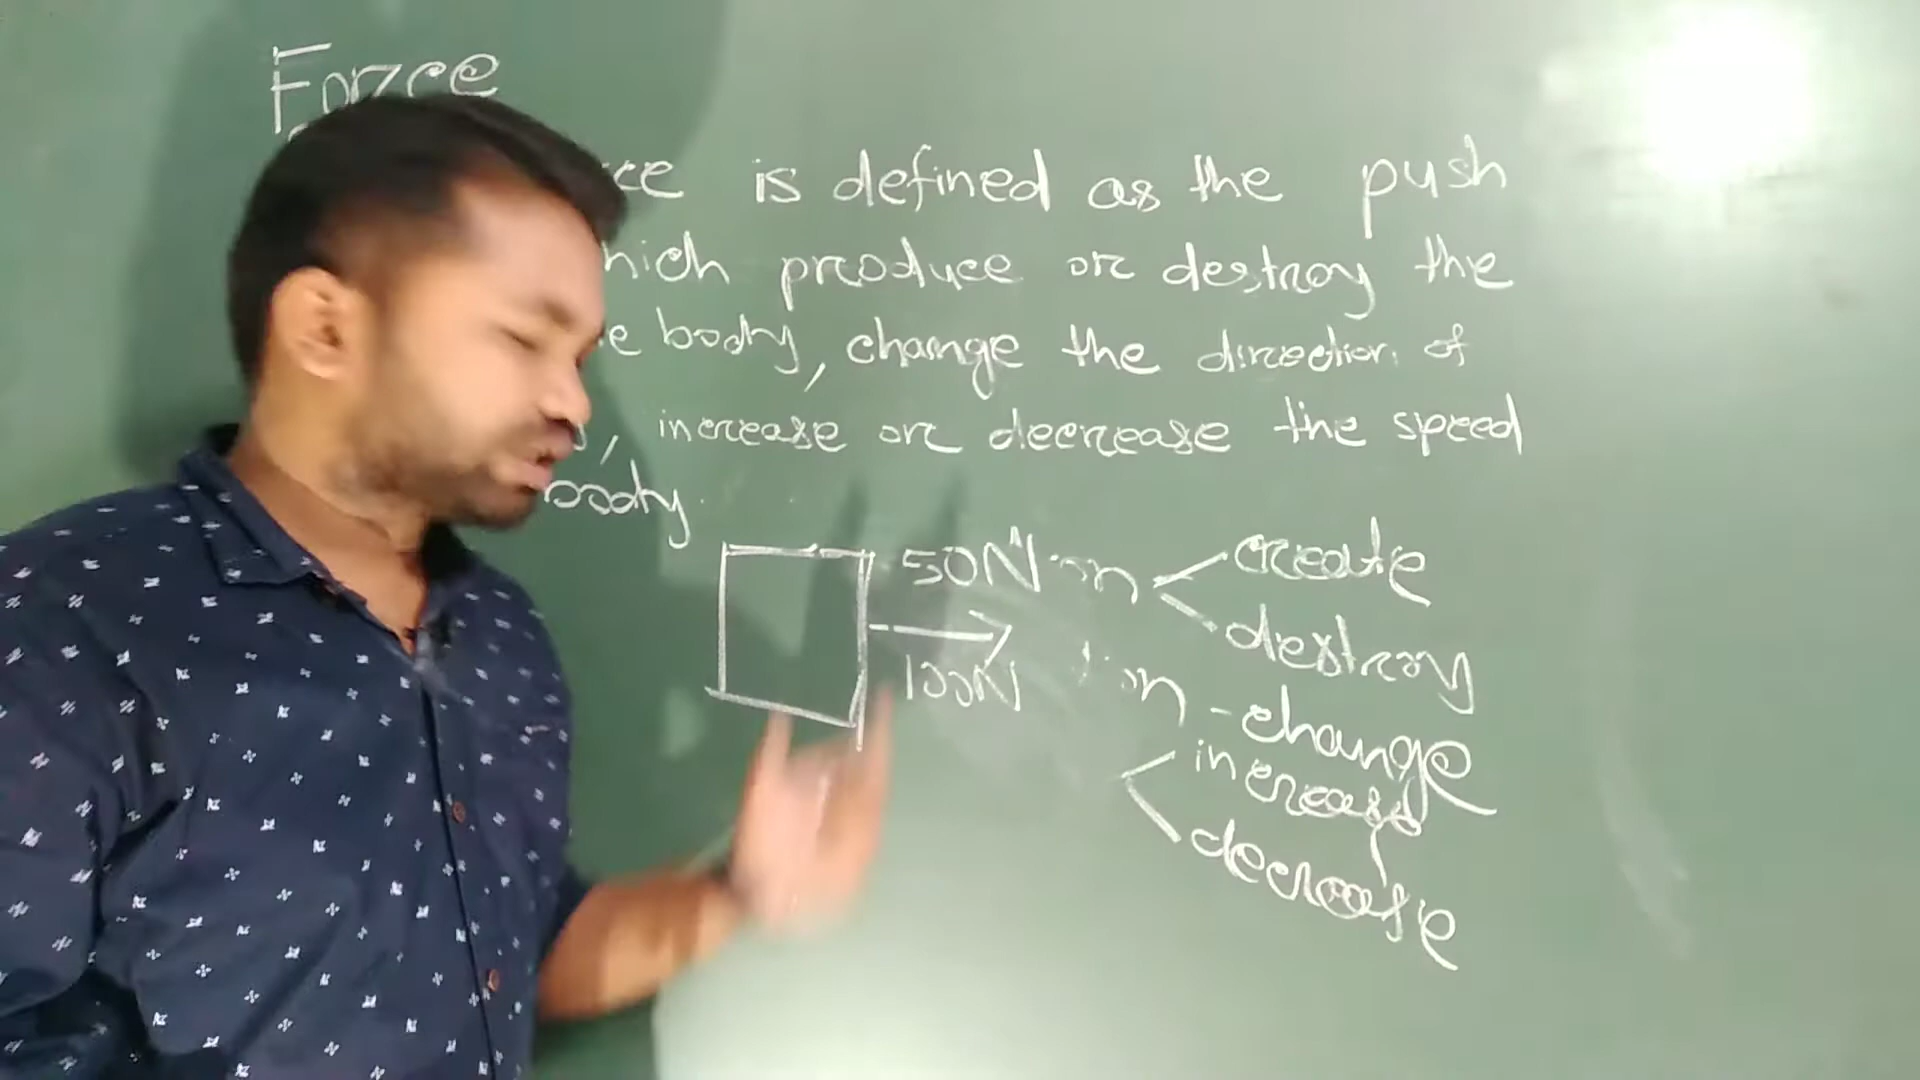 Force
is defined as the push
produce or destroy the
body, change the direction of
, increase or decrease the speed
body.
50N
create
destroy
100N
- change
increase
decrease